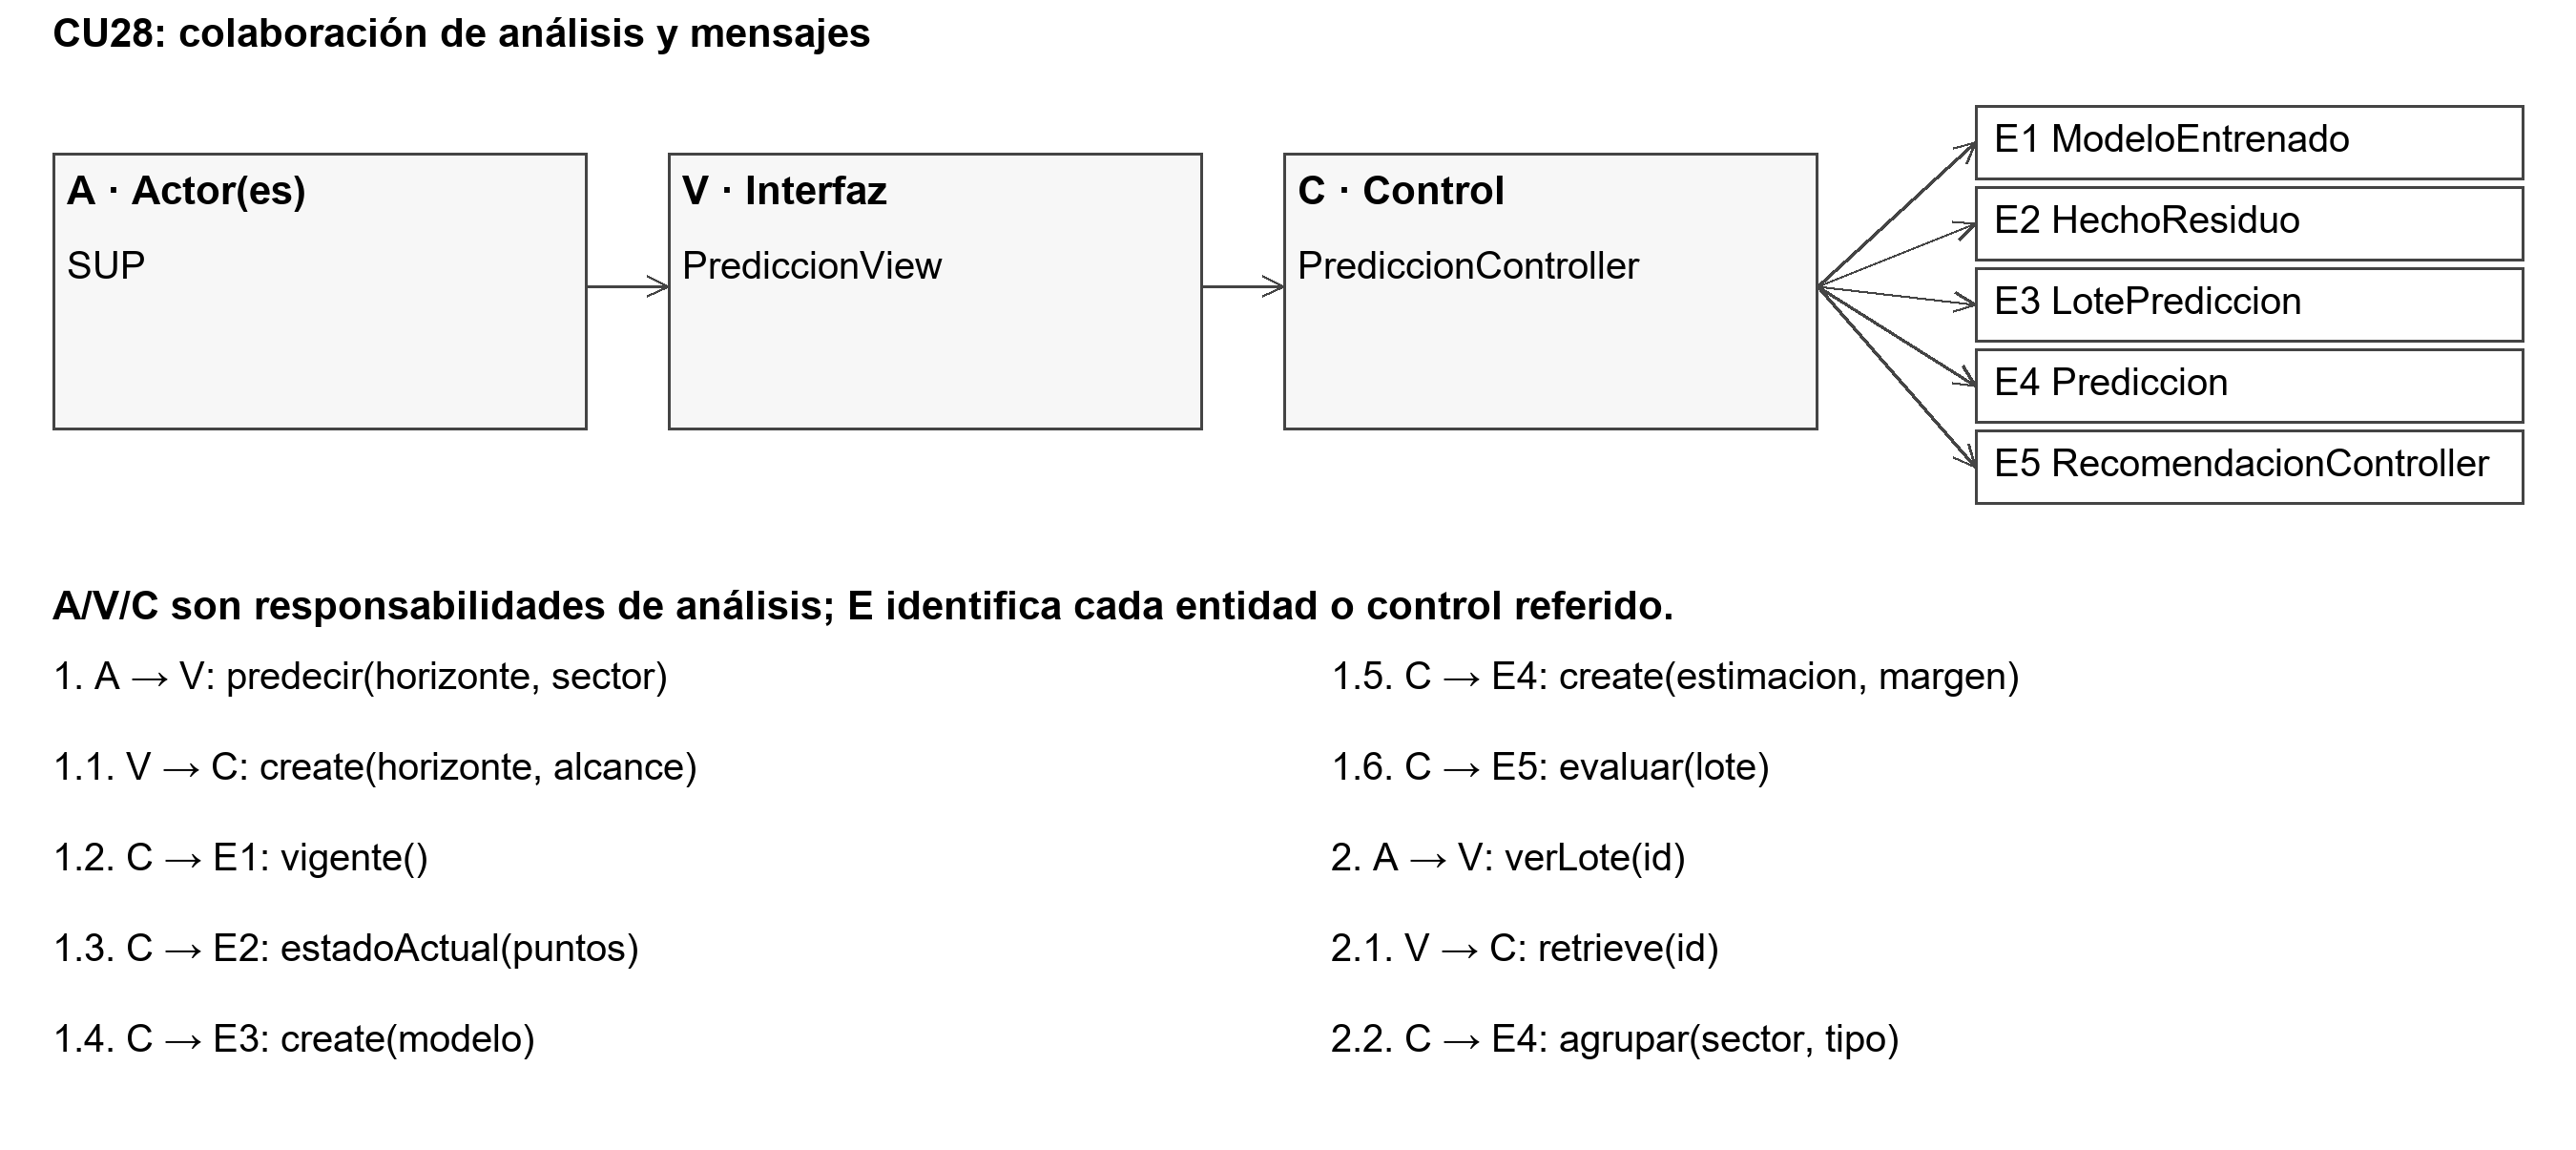 CU28: colaboración de análisis y mensajes
A · Actor(es)
SUP
V · Interfaz
PrediccionView
C · Control
PrediccionController
E1 ModeloEntrenado
E2 HechoResiduo
E3 LotePrediccion
E4 Prediccion
E5 RecomendacionController
A/V/C son responsabilidades de análisis; E identifica cada entidad o control referido.
1. A → V: predecir(horizonte, sector)
1.1. V → C: create(horizonte, alcance)
1.2. C → E1: vigente()
1.3. C → E2: estadoActual(puntos)
1.4. C → E3: create(modelo)
1.5. C → E4: create(estimacion, margen)
1.6. C → E5: evaluar(lote)
2. A → V: verLote(id)
2.1. V → C: retrieve(id)
2.2. C → E4: agrupar(sector, tipo)